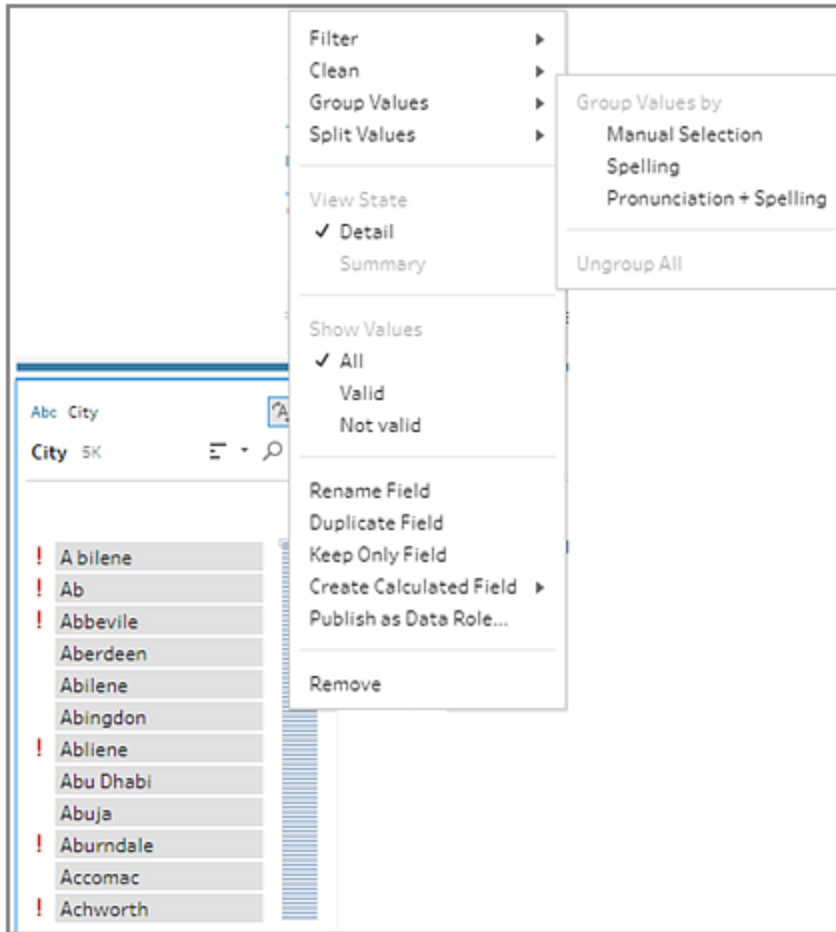 Filter
Clean
Group Values
Split Values
View State
✓ Detail
Summary
Show Values
✓ All
Valid
Not valid
Rename Field
Duplicate Field
Keep Only Field
Create Calculated Field
Publish as Data Role...
Remove
Group Values by
Manual Selection
Spelling
Pronunciation + Spelling
Ungroup All
Abc City
City 5K
! A bilene
! Ab
! Abbevile
Aberdeen
Abilene
Abingdon
! Abliene
Abu Dhabi
Abuja
! Aburndale
Accomac
! Achworth